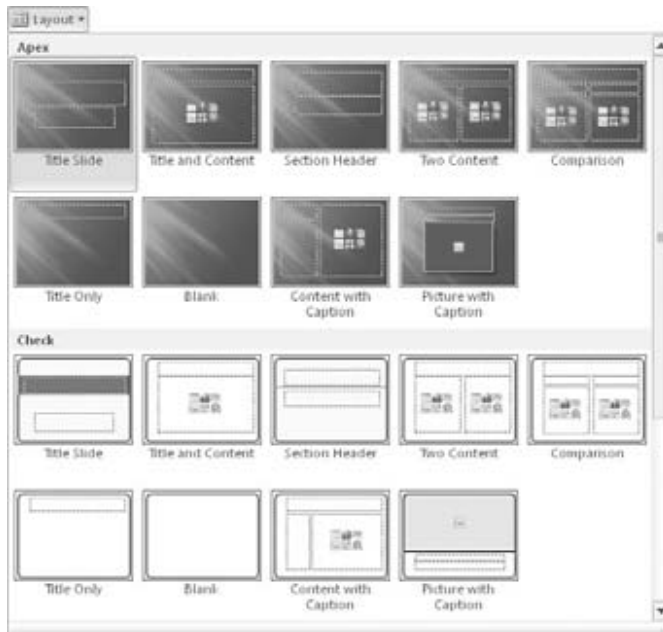 Layout
Apex
Title Slide
Title and Content
Section Header
Two Content
Comparison
Title Only
Blank
Content with
Caption
Picture with
Caption
Check
Title Slide
Title and Content
Section Header
Two Content
Comparison
Title Only
Blank
Content with
Caption
Picture with
Caption